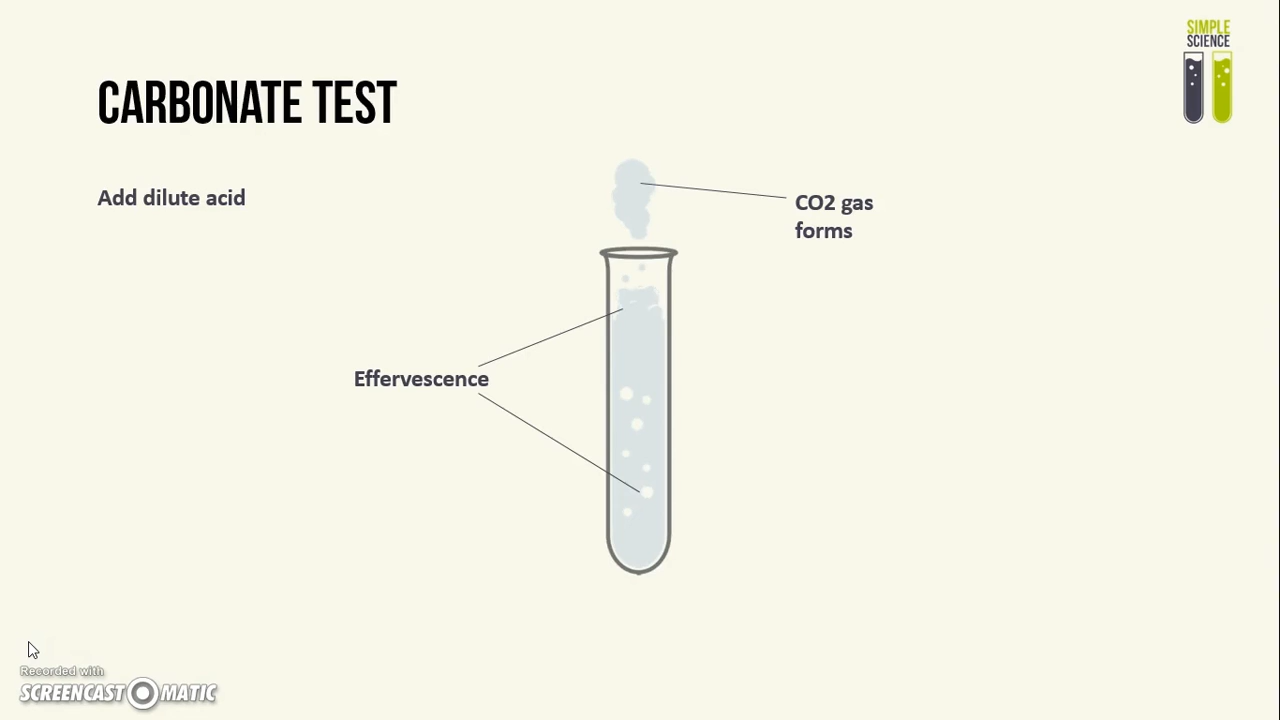 SIMPLE
SCIENCE
CARBONATE TEST
Add dilute acid
CO2 gas
forms
Effervescence
Recorded with
SCREENCAST MATIC